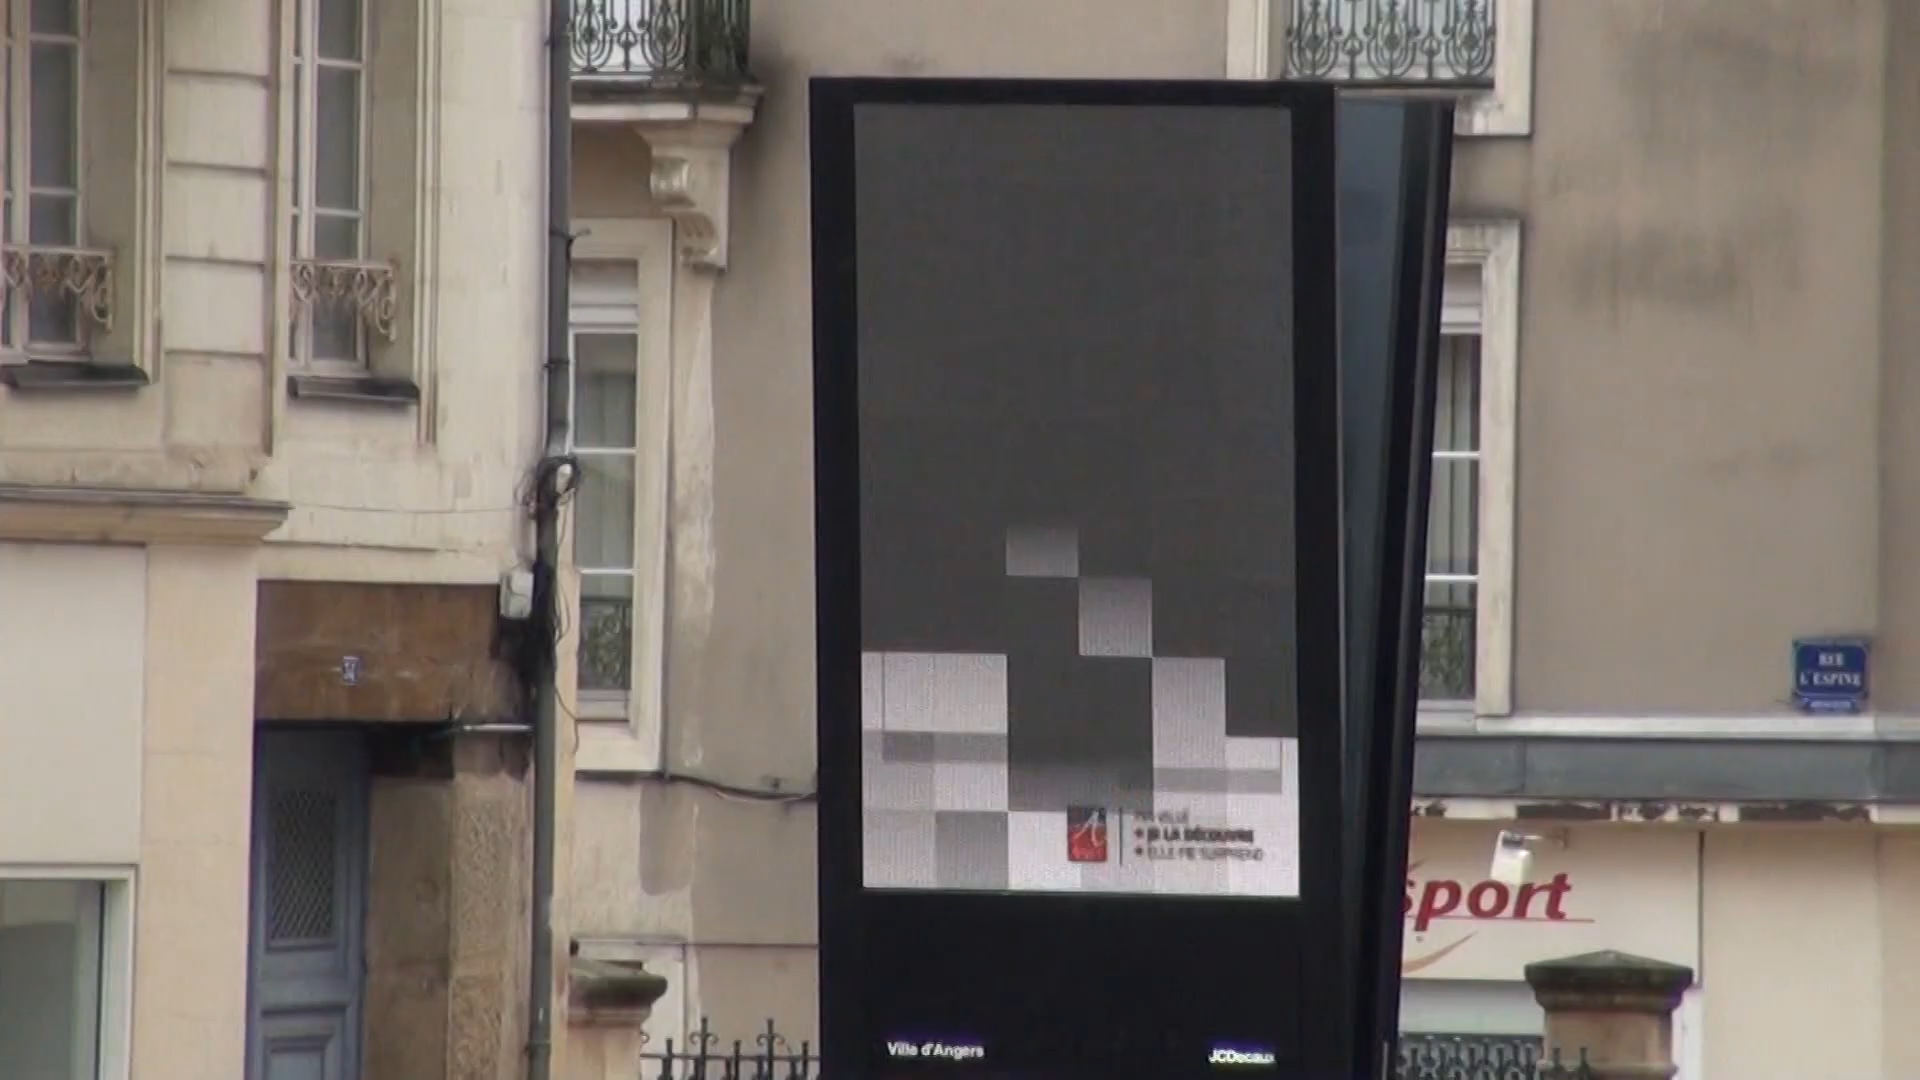 RUE
L'ESPINE
MA VILLE
+ JE LA DÉCOUVRE
+ ELLE ME SURPREND
sport
Ville d'Angers
JCDecaux